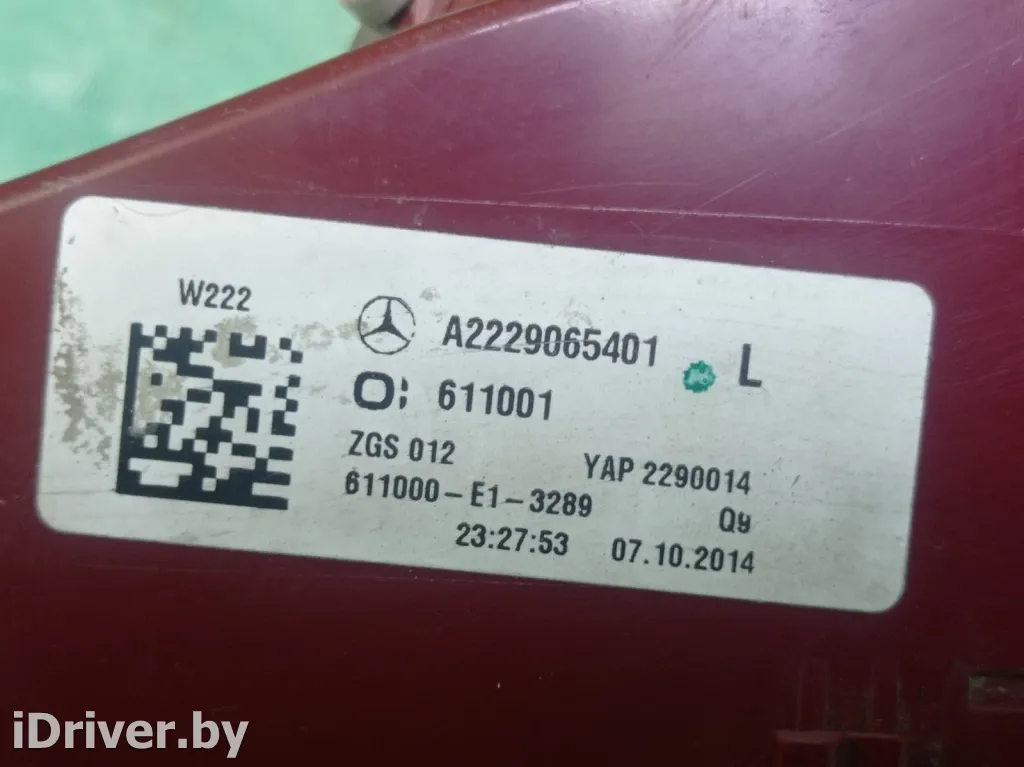 W222
A2229065401 L
611001
ZGS 012 YAP 2290014
611000-E1-3289 Q9
23:27:53 07.10.2014
iDriver.by